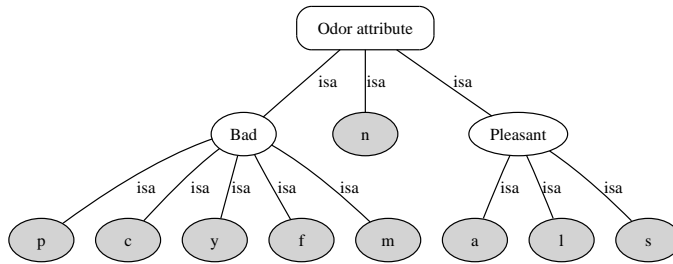 Odor attribute
isa isa isa
Bad n Pleasant
isa isa isa isa isa isa isa isa
p c y f m a l s